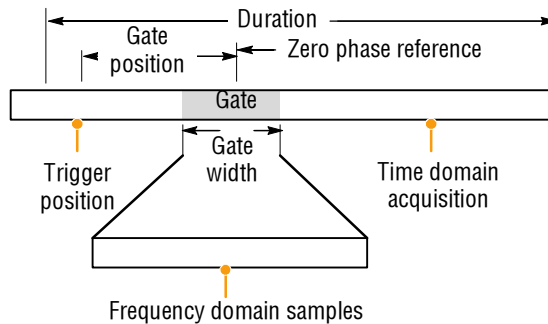 Duration
Gate
position
Zero phase reference
Gate
Gate
width
Trigger
position
Time domain
acquisition
Frequency domain samples